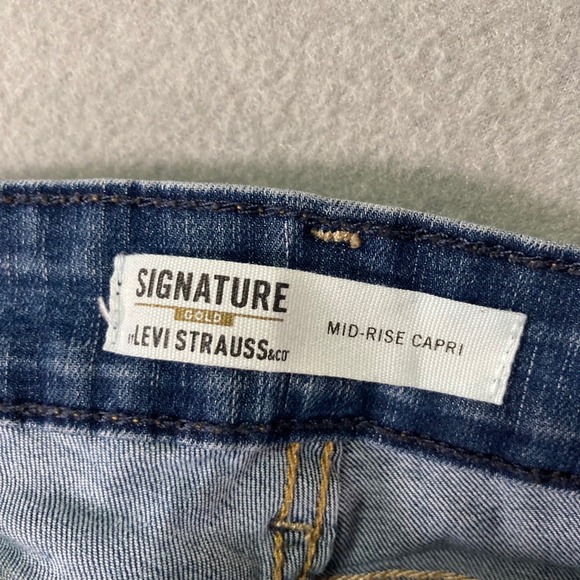 SIGNATURE
GOLD
BY LEVI STRAUSS & CO
MID-RISE CAPRI